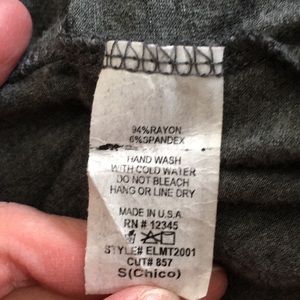 94%RAYON
6%SPANDEX
HAND WASH
WITH COLD WATER
DO NOT BLEACH
HANG OR LINE DRY
MADE IN U.S.A.
RN # 12345
STYLE# ELMT2001
CUT# 857
S(Chico)